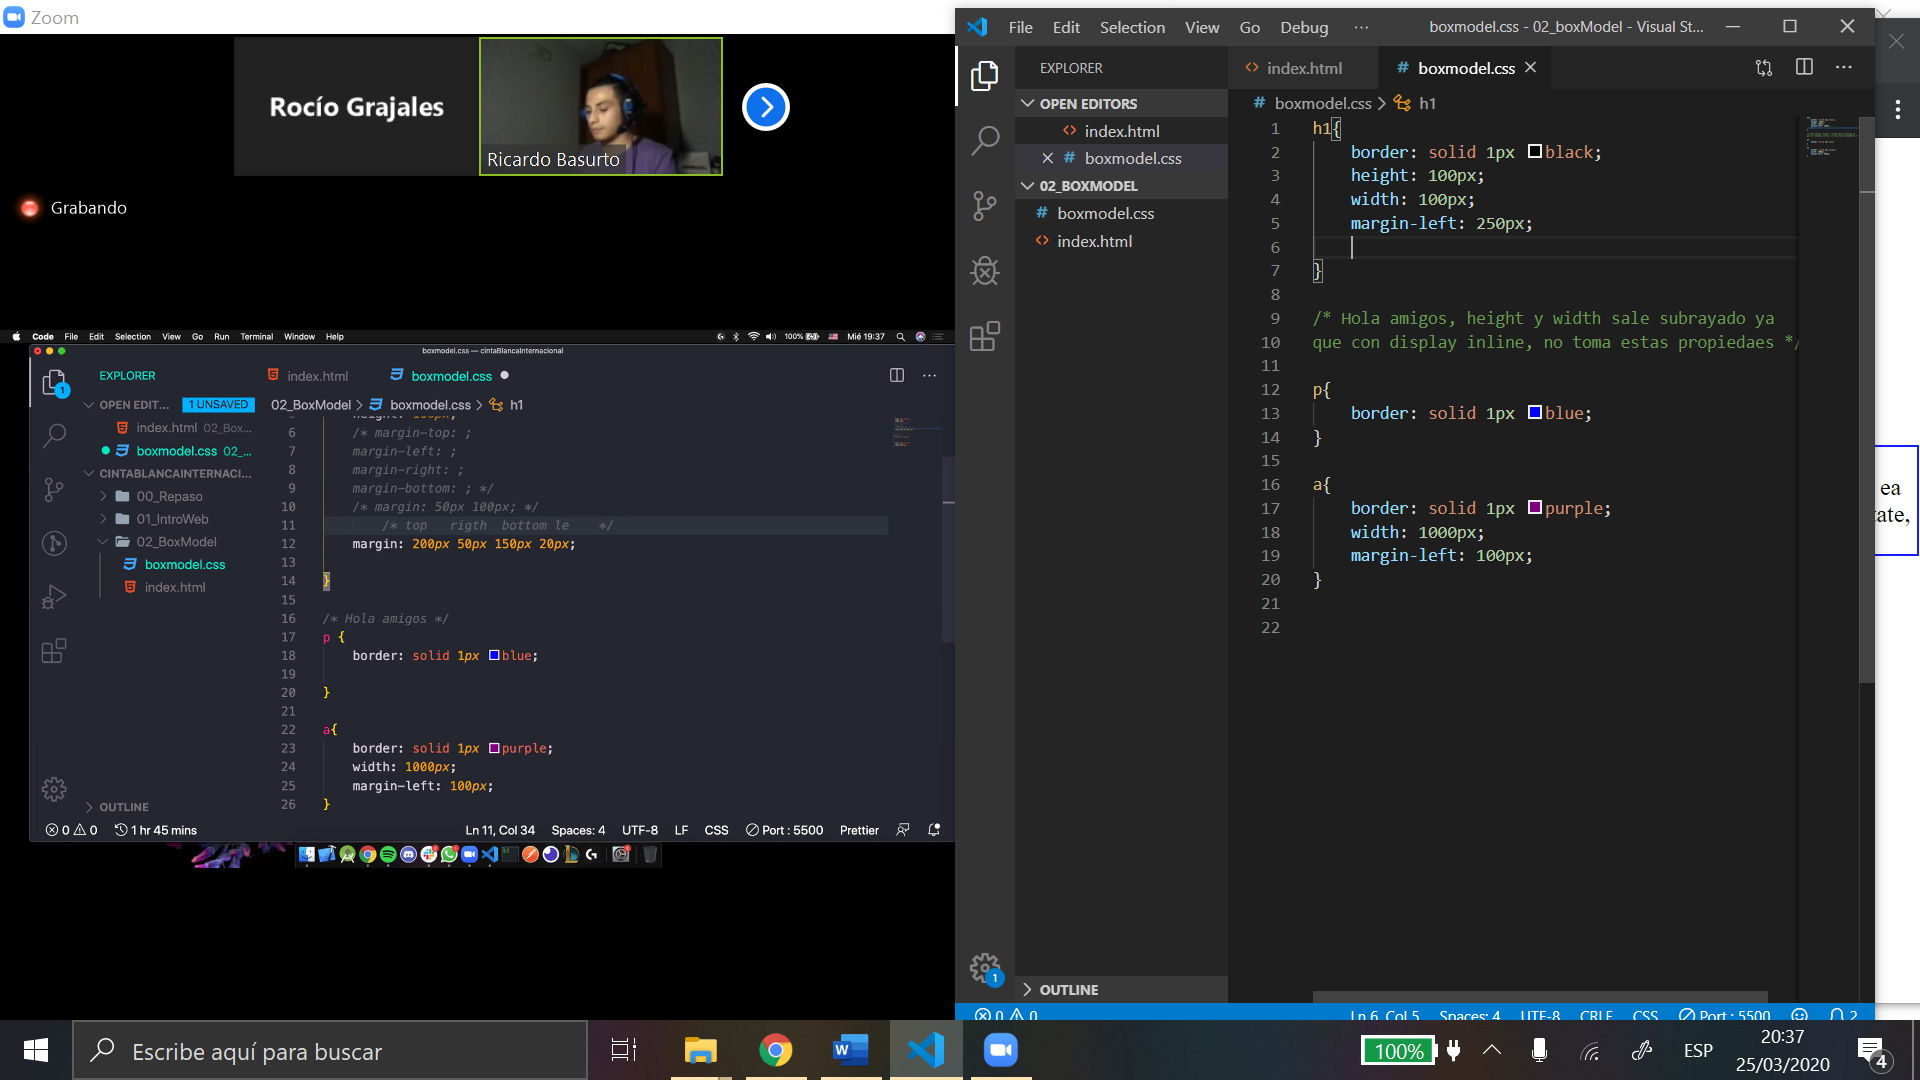 Zoom
Rocío Grajales
Ricardo Basurto
Grabando
Code File Edit Selection View Go Run Terminal Window Help
100% Mié 19:37
boxmodel.css — cintaBlancaInternacional
EXPLORER
index.html
boxmodel.css
OPEN EDIT... 1 UNSAVED
02_BoxModel > boxmodel.css > h1
index.html 02_Box...
boxmodel.css 02_...
CINTABLANCAINTERNACI...
00_Repaso
01_IntroWeb
02_BoxModel
boxmodel.css
index.html
OUTLINE
height: 100px;
6 /* margin-top: ;
7 margin-left: ;
8 margin-right: ;
9 margin-bottom: ; */
10 /* margin: 50px 100px; */
11 /* top rigth bottom le */
12 margin: 200px 50px 150px 20px;
13
14 }
15
16 /* Hola amigos */
17 p {
18 border: solid 1px blue;
19
20 }
21
22 a{
23 border: solid 1px purple;
24 width: 1000px;
25 margin-left: 100px;
26 }
0 0 1 hr 45 mins Ln 11, Col 34 Spaces: 4 UTF-8 LF CSS Port : 5500 Prettier
File Edit Selection View Go Debug ··· boxmodel.css - 02_boxModel - Visual St...
EXPLORER
index.html
boxmodel.css
OPEN EDITORS
index.html
boxmodel.css
02_BOXMODEL
boxmodel.css
index.html
OUTLINE
boxmodel.css > h1
1 h1{
2 border: solid 1px black;
3 height: 100px;
4 width: 100px;
5 margin-left: 250px;
6
7 }
8
9 /* Hola amigos, height y width sale subrayado ya
10 que con display inline, no toma estas propiedaes */
11
12 p{
13 border: solid 1px blue;
14 }
15
16 a{
17 border: solid 1px purple;
18 width: 1000px;
19 margin-left: 100px;
20 }
21
22
0 0 Ln 6, Col 5 Spaces: 4 UTF-8 CRLF CSS Port : 5500 2
ea
tate,
Escribe aquí para buscar
100%
ESP
20:37
25/03/2020
4